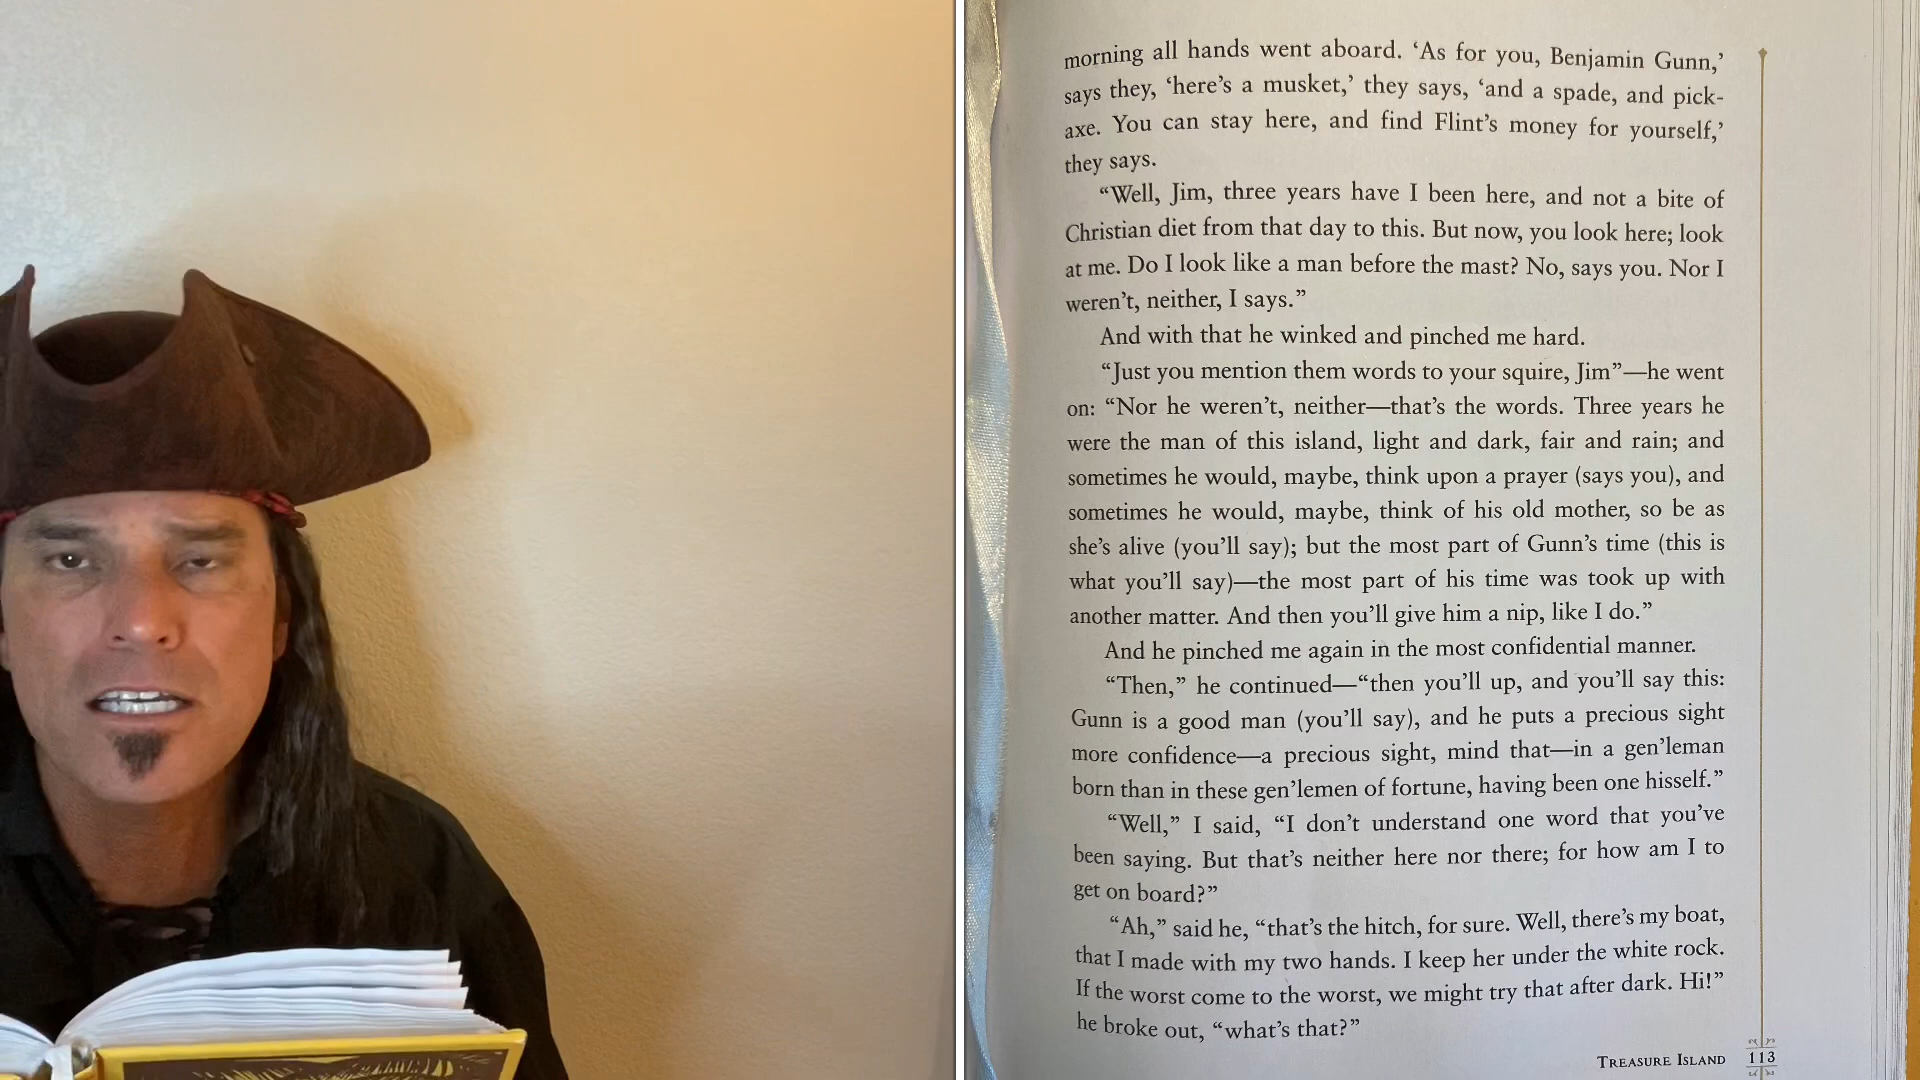 morning all hands went aboard. ‘As for you, Benjamin Gunn,’
says they, ‘here’s a musket,’ they says, ‘and a spade, and pick-
axe. You can stay here, and find Flint’s money for yourself,’
they says.
“Well, Jim, three years have I been here, and not a bite of
Christian diet from that day to this. But now, you look here; look
at me. Do I look like a man before the mast? No, says you. Nor I
weren’t, neither, I says.”
And with that he winked and pinched me hard.
“Just you mention them words to your squire, Jim”—he went
on: “Nor he weren’t, neither—that’s the words. Three years he
were the man of this island, light and dark, fair and rain; and
sometimes he would, maybe, think upon a prayer (says you), and
sometimes he would, maybe, think of his old mother, so be as
she’s alive (you’ll say); but the most part of Gunn’s time (this is
what you’ll say)—the most part of his time was took up with
another matter. And then you’ll give him a nip, like I do.”
And he pinched me again in the most confidential manner.
“Then,” he continued—“then you’ll up, and you’ll say this:
Gunn is a good man (you’ll say), and he puts a precious sight
more confidence—a precious sight, mind that—in a gen’leman
born than in these gen’lemen of fortune, having been one hisself.”
“Well,” I said, “I don’t understand one word that you’ve
been saying. But that’s neither here nor there; for how am I to
get on board?”
“Ah,” said he, “that’s the hitch, for sure. Well, there’s my boat,
that I made with my two hands. I keep her under the white rock.
If the worst come to the worst, we might try that after dark. Hi!”
he broke out, “what’s that?”
Treasure Island 113